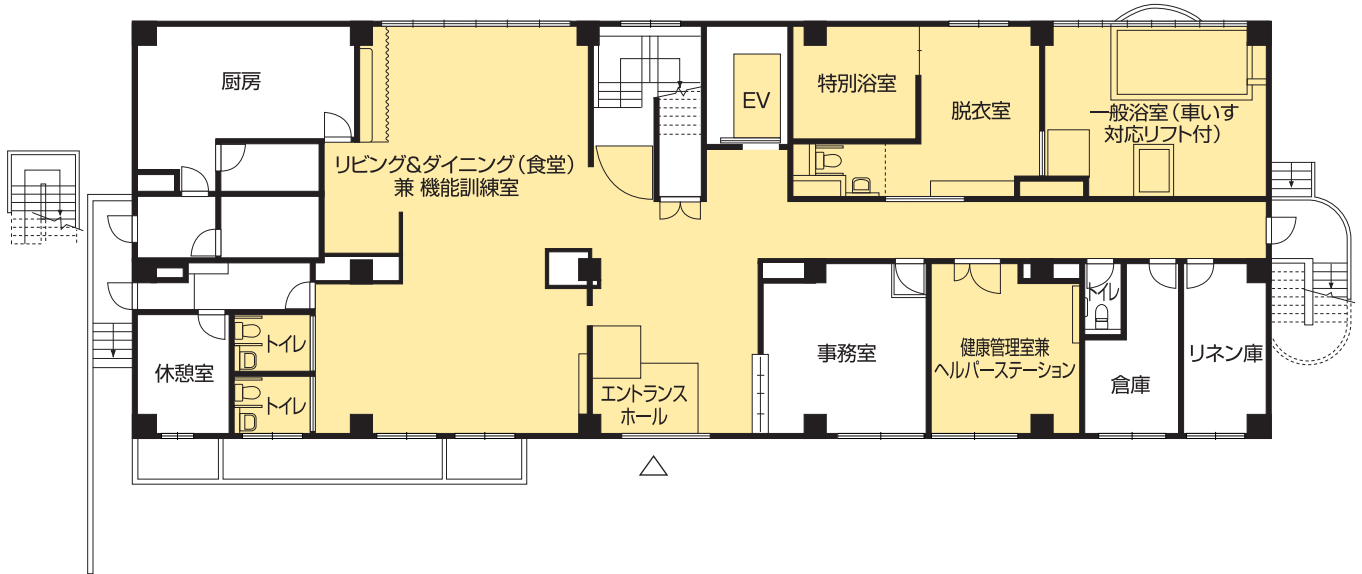 厨房
リビング&ダイニング(食堂)
兼 機能訓練室
EV
特別浴室
脱衣室
一般浴室(車いす
対応リフト付)
休憩室
トイレ
トイレ
エントランス
ホール
事務室
健康管理室兼
ヘルパーステーション
トイレ
倉庫
リネン庫